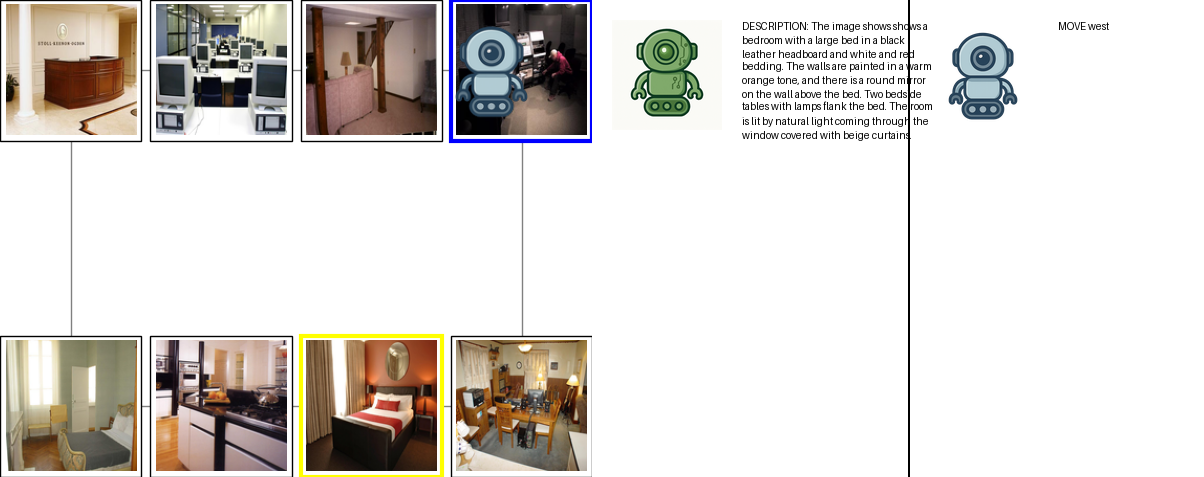 DESCRIPTION: The image shows shows a
bedroom with a large bed in a black
leather headboard and white and red
bedding. The walls are painted in a warm
orange tone, and there is a round mirror
on the wall above the bed. Two bedside
tables with lamps flank the bed. The room
is lit by natural light coming through the
window covered with beige curtains.
MOVE west